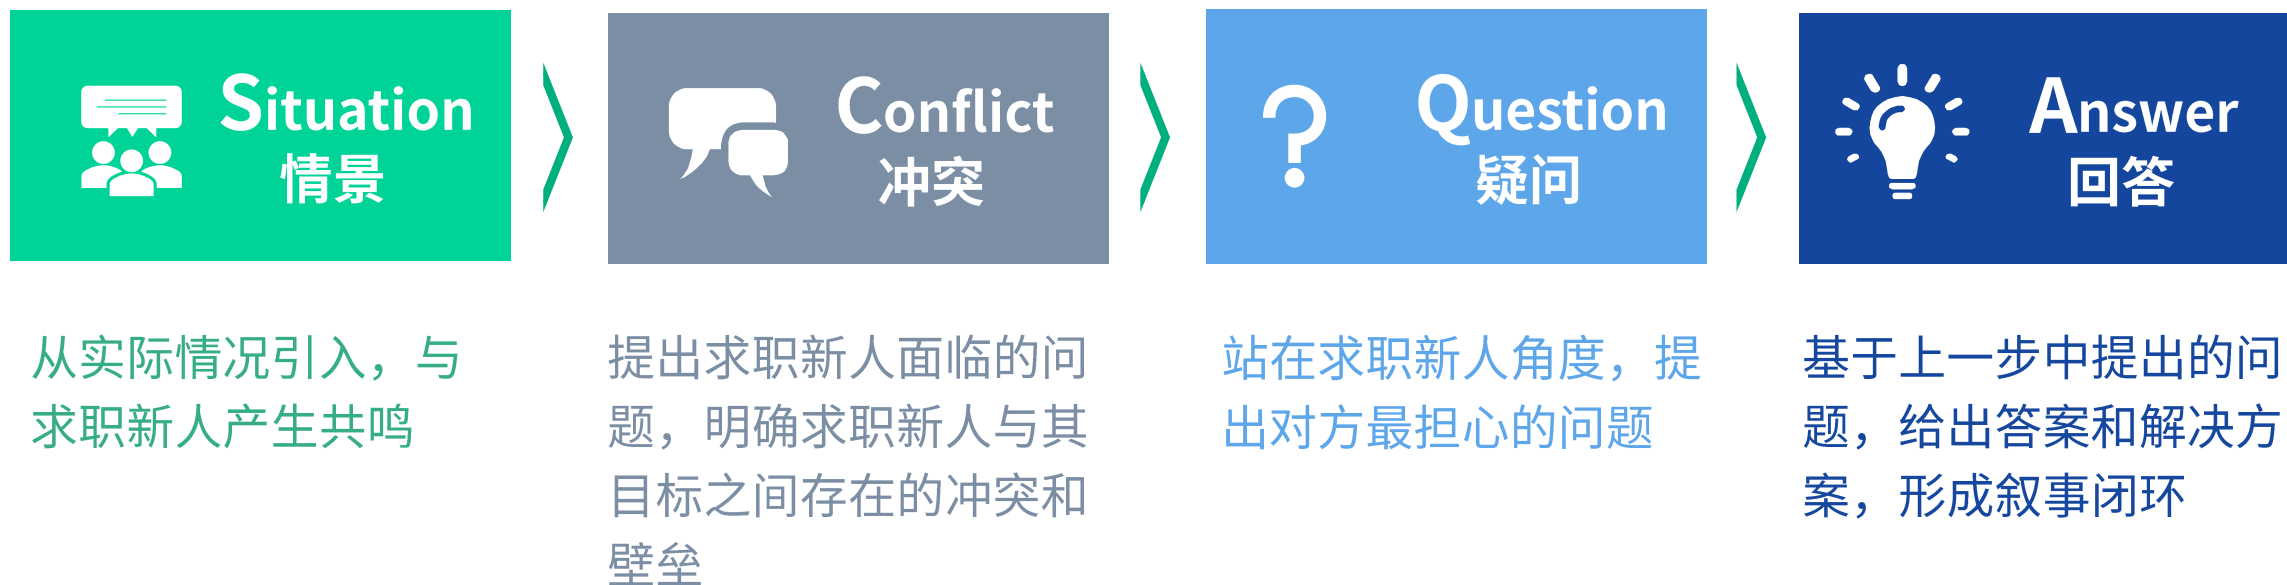 Situation
情景
Conflict
冲突
Question
疑问
Answer
回答
从实际情况引入，与
求职新人产生共鸣
提出求职新人面临的问
题，明确求职新人与其
目标之间存在的冲突和
壁垒
站在求职新人角度，提
出对方最担心的问题
基于上一步中提出的问
题，给出答案和解决方
案，形成叙事闭环